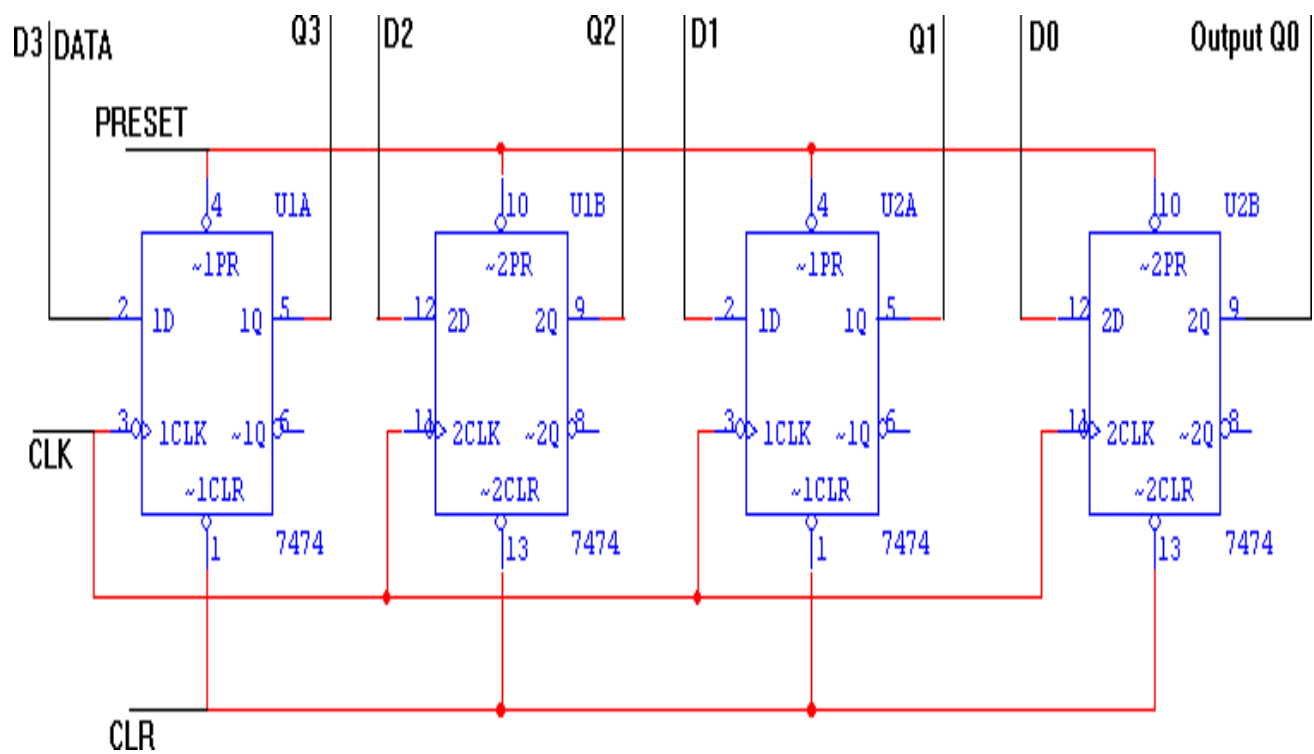 D3 DATA Q3 D2 Q2 D1 Q1 D0 Output Q0
PRESET
4 U1A 10 U1B 4 U2A 10 U2B
~1PR ~2PR ~1PR ~2PR
2 1D 1Q 5 12 2D 2Q 9 2 1D 1Q 5 12 2D 2Q 9
3 1CLK ~1Q 6 11 2CLK ~2Q 8 3 1CLK ~1Q 6 11 2CLK ~2Q 8
CLK
~1CLR ~2CLR ~1CLR ~2CLR
1 7474 13 7474 1 7474 13 7474
CLR